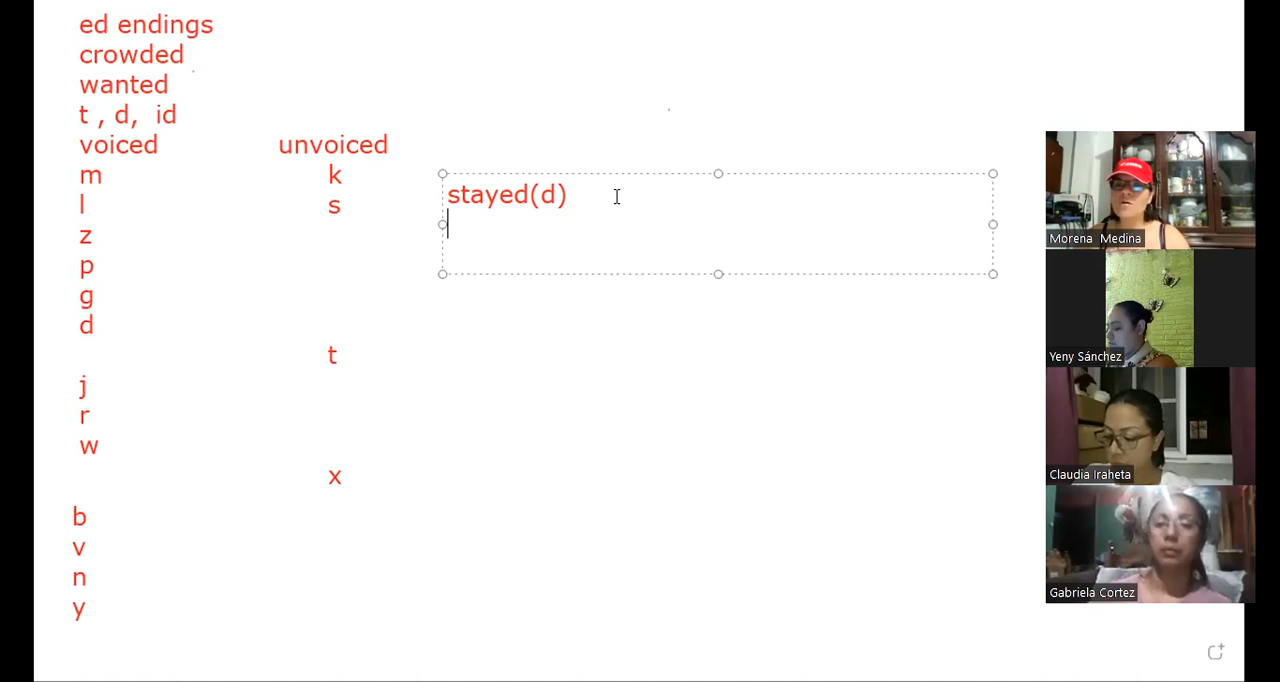 ed endings
crowded
wanted
t , d, id
voiced unvoiced
m k
l s
z
p
g
d
t
j
r
w
x
b
v
n
y
stayed(d)
Morena Medina
Yeny Sánchez
Claudia Iraheta
Gabriela Cortez